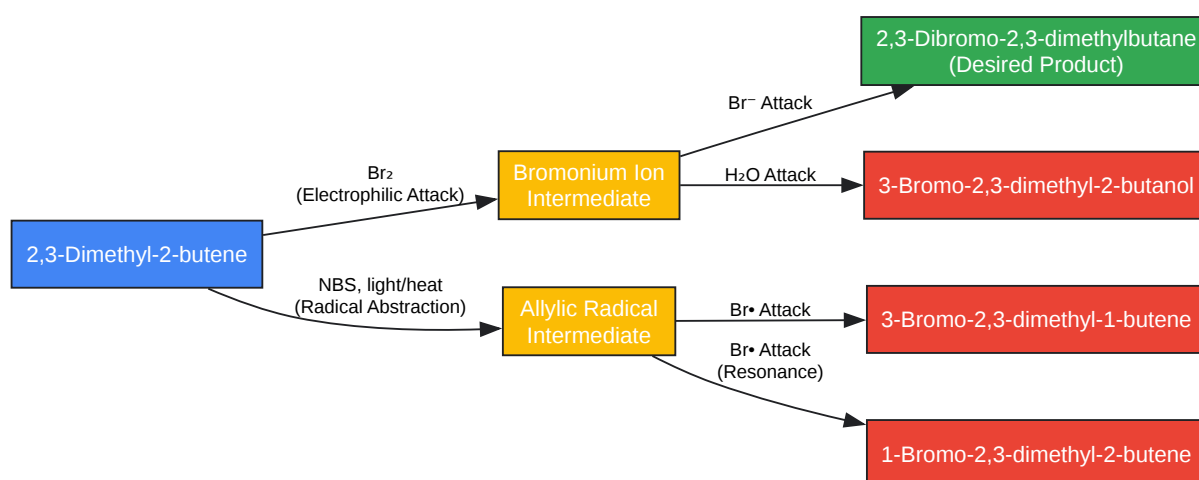 2,3-Dibromo-2,3-dimethylbutane
(Desired Product)
Br⁻ Attack
Br₂
(Electrophilic Attack)
Bromonium Ion
Intermediate
H₂O Attack
3-Bromo-2,3-dimethyl-2-butanol
2,3-Dimethyl-2-butene
NBS, light/heat
(Radical Abstraction)
Allylic Radical
Intermediate
Br• Attack
3-Bromo-2,3-dimethyl-1-butene
Br• Attack
(Resonance)
1-Bromo-2,3-dimethyl-2-butene